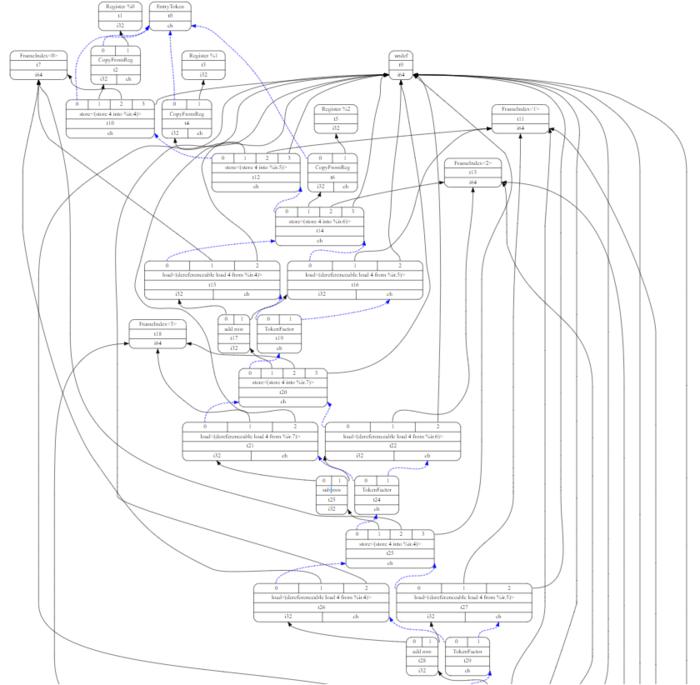 Register %0
t1
i32
EntryToken
t0
ch
0 1
CopyFromReg
t2
i32 ch
FrameIndex<0>
t7
i64
Register %1
t3
i32
undef
t9
i64
0 1 2 3
store<(store 4 into %ir.4)>
t10
ch
0 1
CopyFromReg
t4
i32 ch
Register %2
t5
i32
FrameIndex<1>
t11
i64
0 1 2 3
store<(store 4 into %ir.5)>
t12
ch
0 1
CopyFromReg
t6
i32 ch
FrameIndex<2>
t13
i64
0 1 2 3
store<(store 4 into %ir.6)>
t14
ch
0 1 2
load<(dereferenceable load 4 from %ir.4)>
t15
i32 ch
0 1 2
load<(dereferenceable load 4 from %ir.5)>
t16
i32 ch
FrameIndex<3>
t18
i64
0 1
add nsw
t17
i32
0 1
TokenFactor
t19
ch
0 1 2 3
store<(store 4 into %ir.7)>
t20
ch
0 1 2
load<(dereferenceable load 4 from %ir.7)>
t21
i32 ch
0 1 2
load<(dereferenceable load 4 from %ir.6)>
t22
i32 ch
0 1
sub nsw
t23
i32
0 1
TokenFactor
t24
ch
0 1 2 3
store<(store 4 into %ir.4)>
t25
ch
0 1 2
load<(dereferenceable load 4 from %ir.4)>
t26
i32 ch
0 1 2
load<(dereferenceable load 4 from %ir.5)>
t27
i32 ch
0 1
add nsw
t28
i32
0 1
TokenFactor
t29
ch